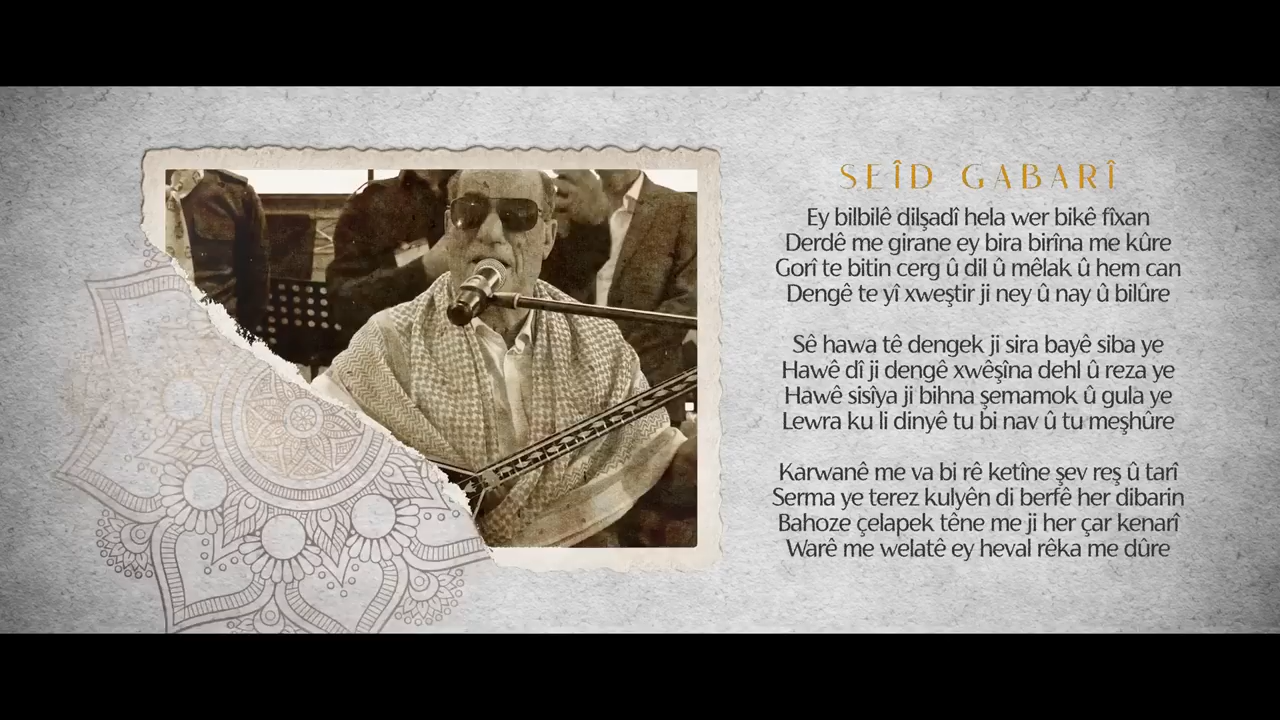 SEÎD GABARÎ
Ey bilbilê dilşadî hela wer bikê fîxan
Derdê me girane ey bira birîna me kûre
Gorî te bitin cerg û dil û mêlak û hem can
Dengê te yî xweştir ji ney û nay û bilûre
Sê hawa tê dengek ji sira bayê siba ye
Hawê dî ji dengê xwêşîna dehl û reza ye
Hawê sisîya ji bihna şemamok û gula ye
Lewra ku li dinyê tu bi nav û tu meşhûre
Karwanê me va bi rê ketîne şev reş û tarî
Serma ye terez kulyên di berfê her dibarin
Bahoze çelapek têne me ji her çar kenarî
Warê me welatê ey heval rêka me dûre